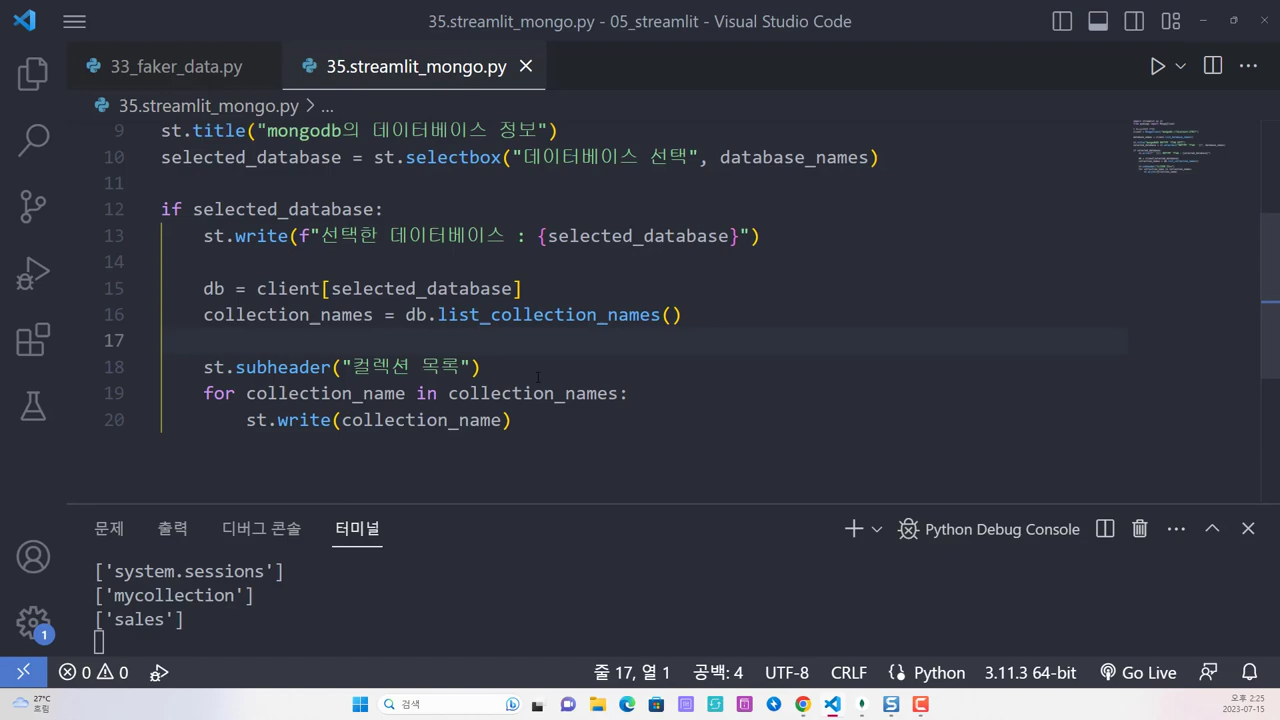 35.streamlit_mongo.py - 05_streamlit - Visual Studio Code
33_faker_data.py
35.streamlit_mongo.py
35.streamlit_mongo.py > ...
9 st.title("mongodb의 데이터베이스 정보")
10 selected_database = st.selectbox("데이터베이스 선택", database_names)
11
12 if selected_database:
13 st.write(f"선택한 데이터베이스 : {selected_database}")
14
15 db = client[selected_database]
16 collection_names = db.list_collection_names()
17
18 st.subheader("컬렉션 목록")
19 for collection_name in collection_names:
20 st.write(collection_name)
문제 출력 디버그 콘솔 터미널 Python Debug Console
['system.sessions']
['mycollection']
['sales']
1
0 0 줄 17, 열 1 공백: 4 UTF-8 CRLF Python 3.11.3 64-bit Go Live
27°C
흐림
검색
오후 2:25
2023-07-15